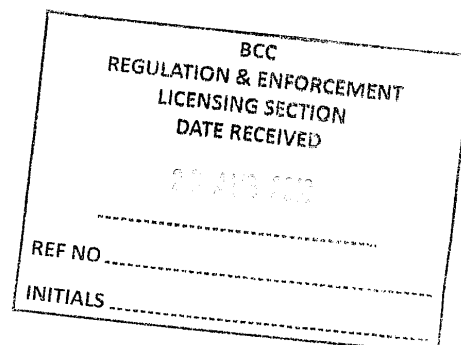 BCC
REGULATION & ENFORCEMENT
LICENSING SECTION
DATE RECEIVED
REF NO
INITIALS